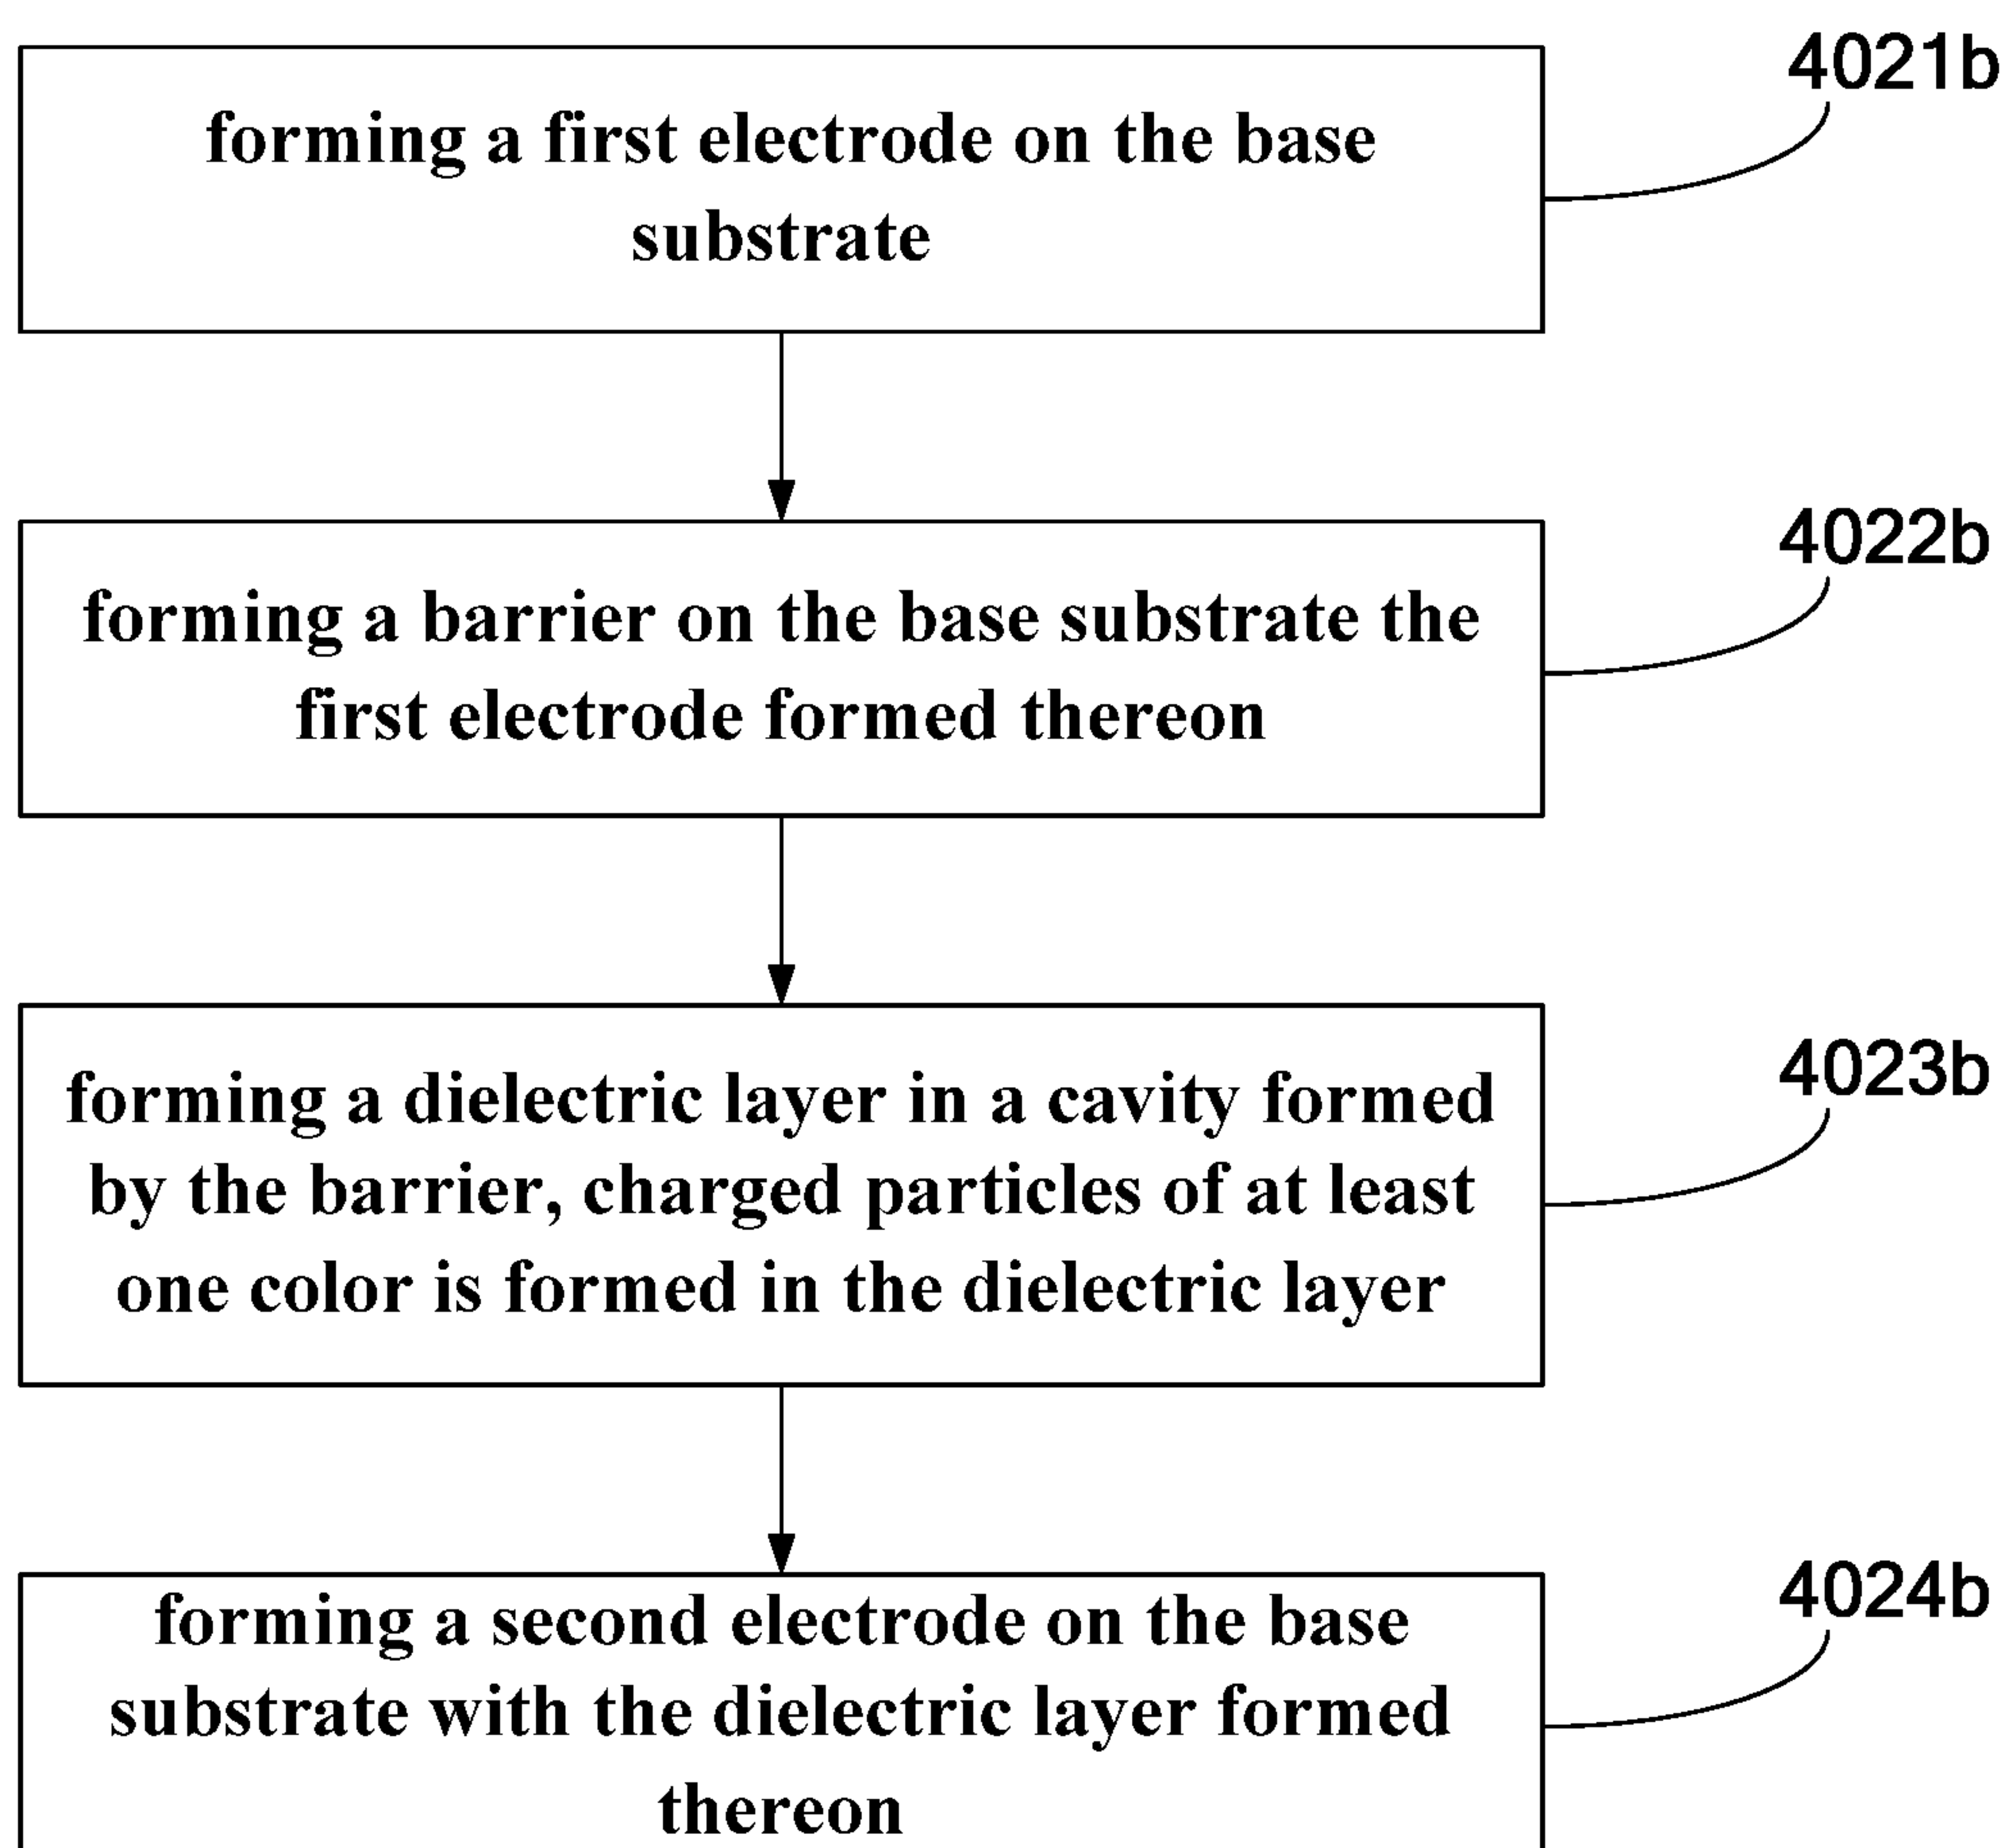 4021b
forming a first electrode on the base
substrate
4022b
forming a barrier on the base substrate the
first electrode formed thereon
4023b
forming a dielectric layer in a cavity formed
by the barrier, charged particles of at least
one color is formed in the dielectric layer
4024b
forming a second electrode on the base
substrate with the dielectric layer formed
thereon